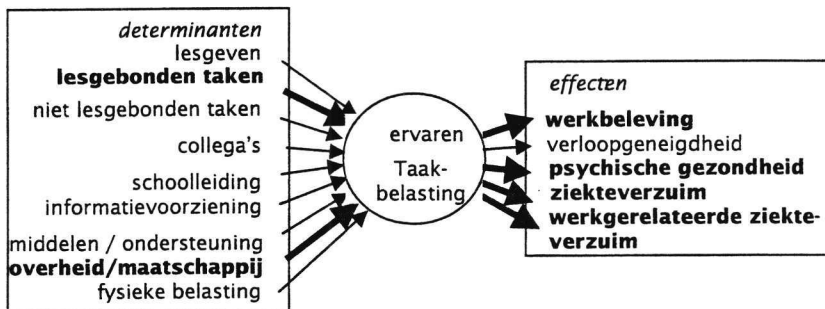 determinanten
lesgeven
lesgebonden taken
niet lesgebonden taken
collega's
schoolleiding
informatievoorziening
middelen / ondersteuning
overheid/maatschappij
fysieke belasting
ervaren
Taak-
belasting
effecten
werkbeleving
verloopgeneigdheid
psychische gezondheid
ziekteverzuim
werkgerelateerde ziekte-
verzuim